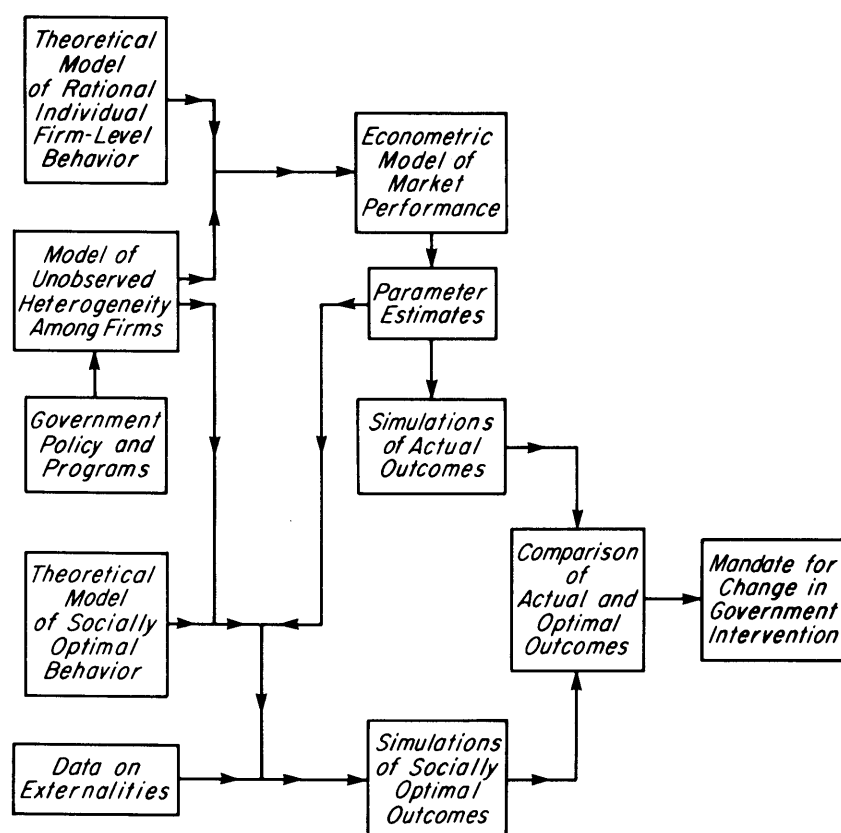 Theoretical
Model
of Rational
Individual
Firm-Level
Behavior
Econometric
Model of
Market
Performance
Model of
Unobserved
Heterogeneity
Among Firms
Parameter
Estimates
Government
Policy and
Programs
Simulations
of Actual
Outcomes
Theoretical
Model
of Socially
Optimal
Behavior
Comparison
of
Actual and
Optimal
Outcomes
Mandate for
Change in
Government
Intervention
Data on
Externalities
Simulations
of Socially
Optimal
Outcomes